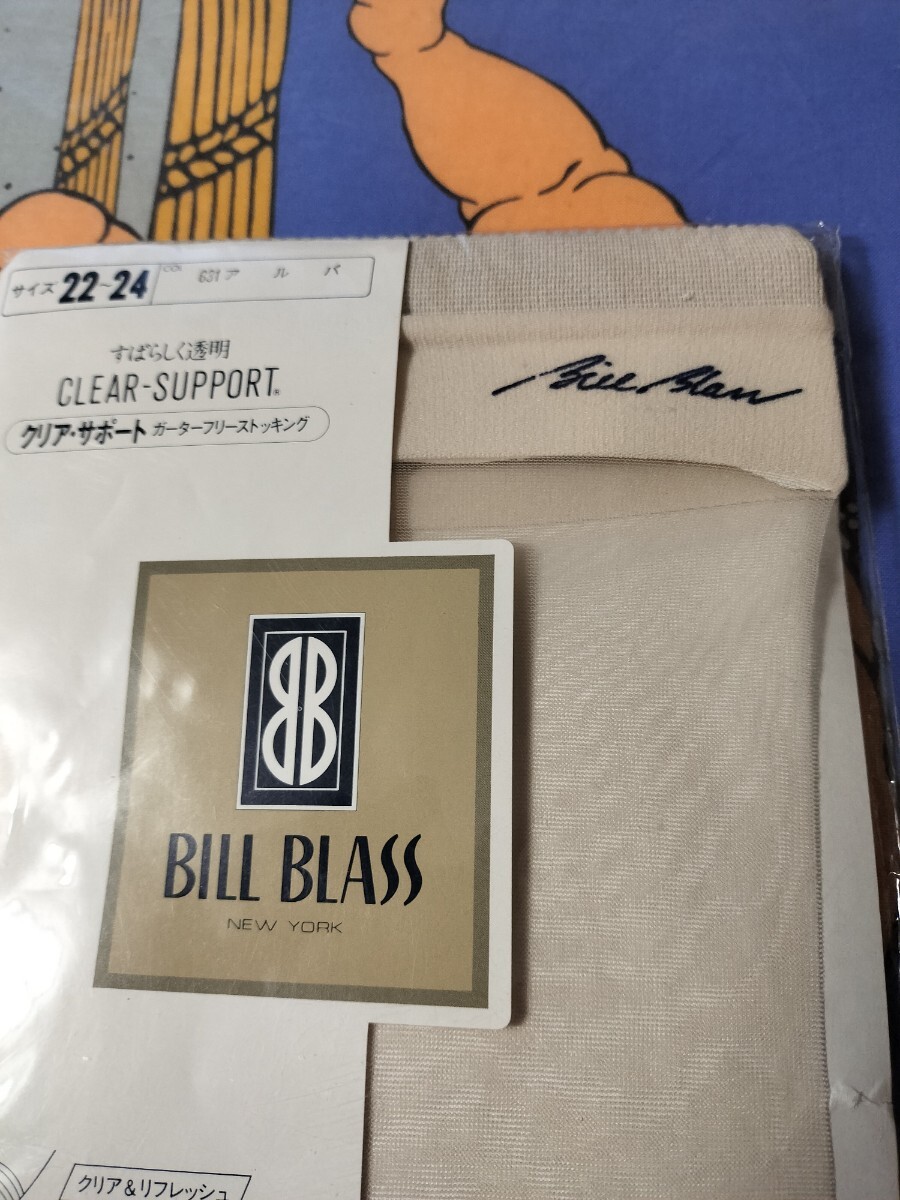 サイズ 22~24 CO. 631 アルパ
すばらしく透明
CLEAR-SUPPORT®
クリア・サポート ガーターフリーストッキング
Bill Blass
BB
BILL BLASS
NEW YORK
クリア&リフレッシュ